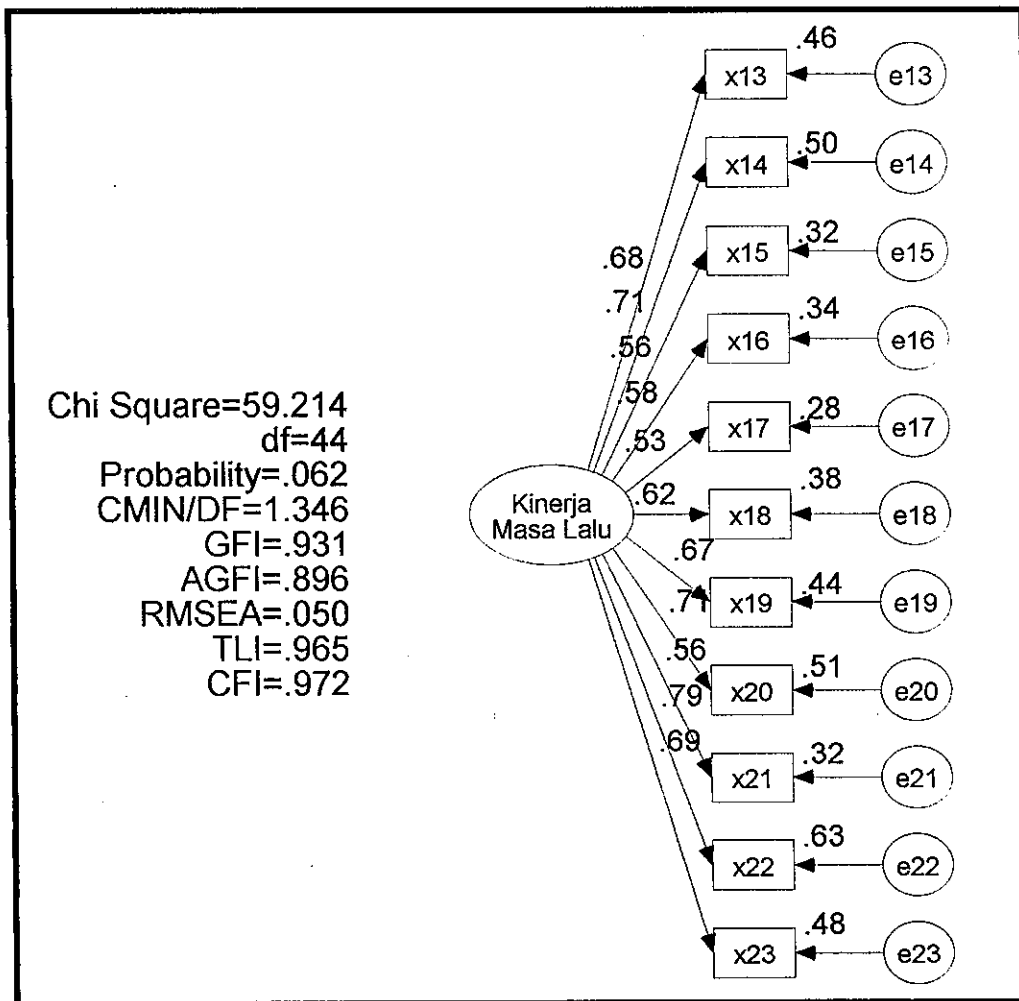 .46
x13
e13
.50
x14
e14
.32
x15
e15
.34
x16
e16
.28
x17
e17
.38
x18
e18
.44
x19
e19
.51
x20
e20
.32
x21
e21
.63
x22
e22
.48
x23
e23
.68
.71
.56
.58
.53
.62
.67
.71
.56
.79
.69
Kinerja
Masa Lalu
Chi Square=59.214
df=44
Probability=.062
CMIN/DF=1.346
GFI=.931
AGFI=.896
RMSEA=.050
TLI=.965
CFI=.972